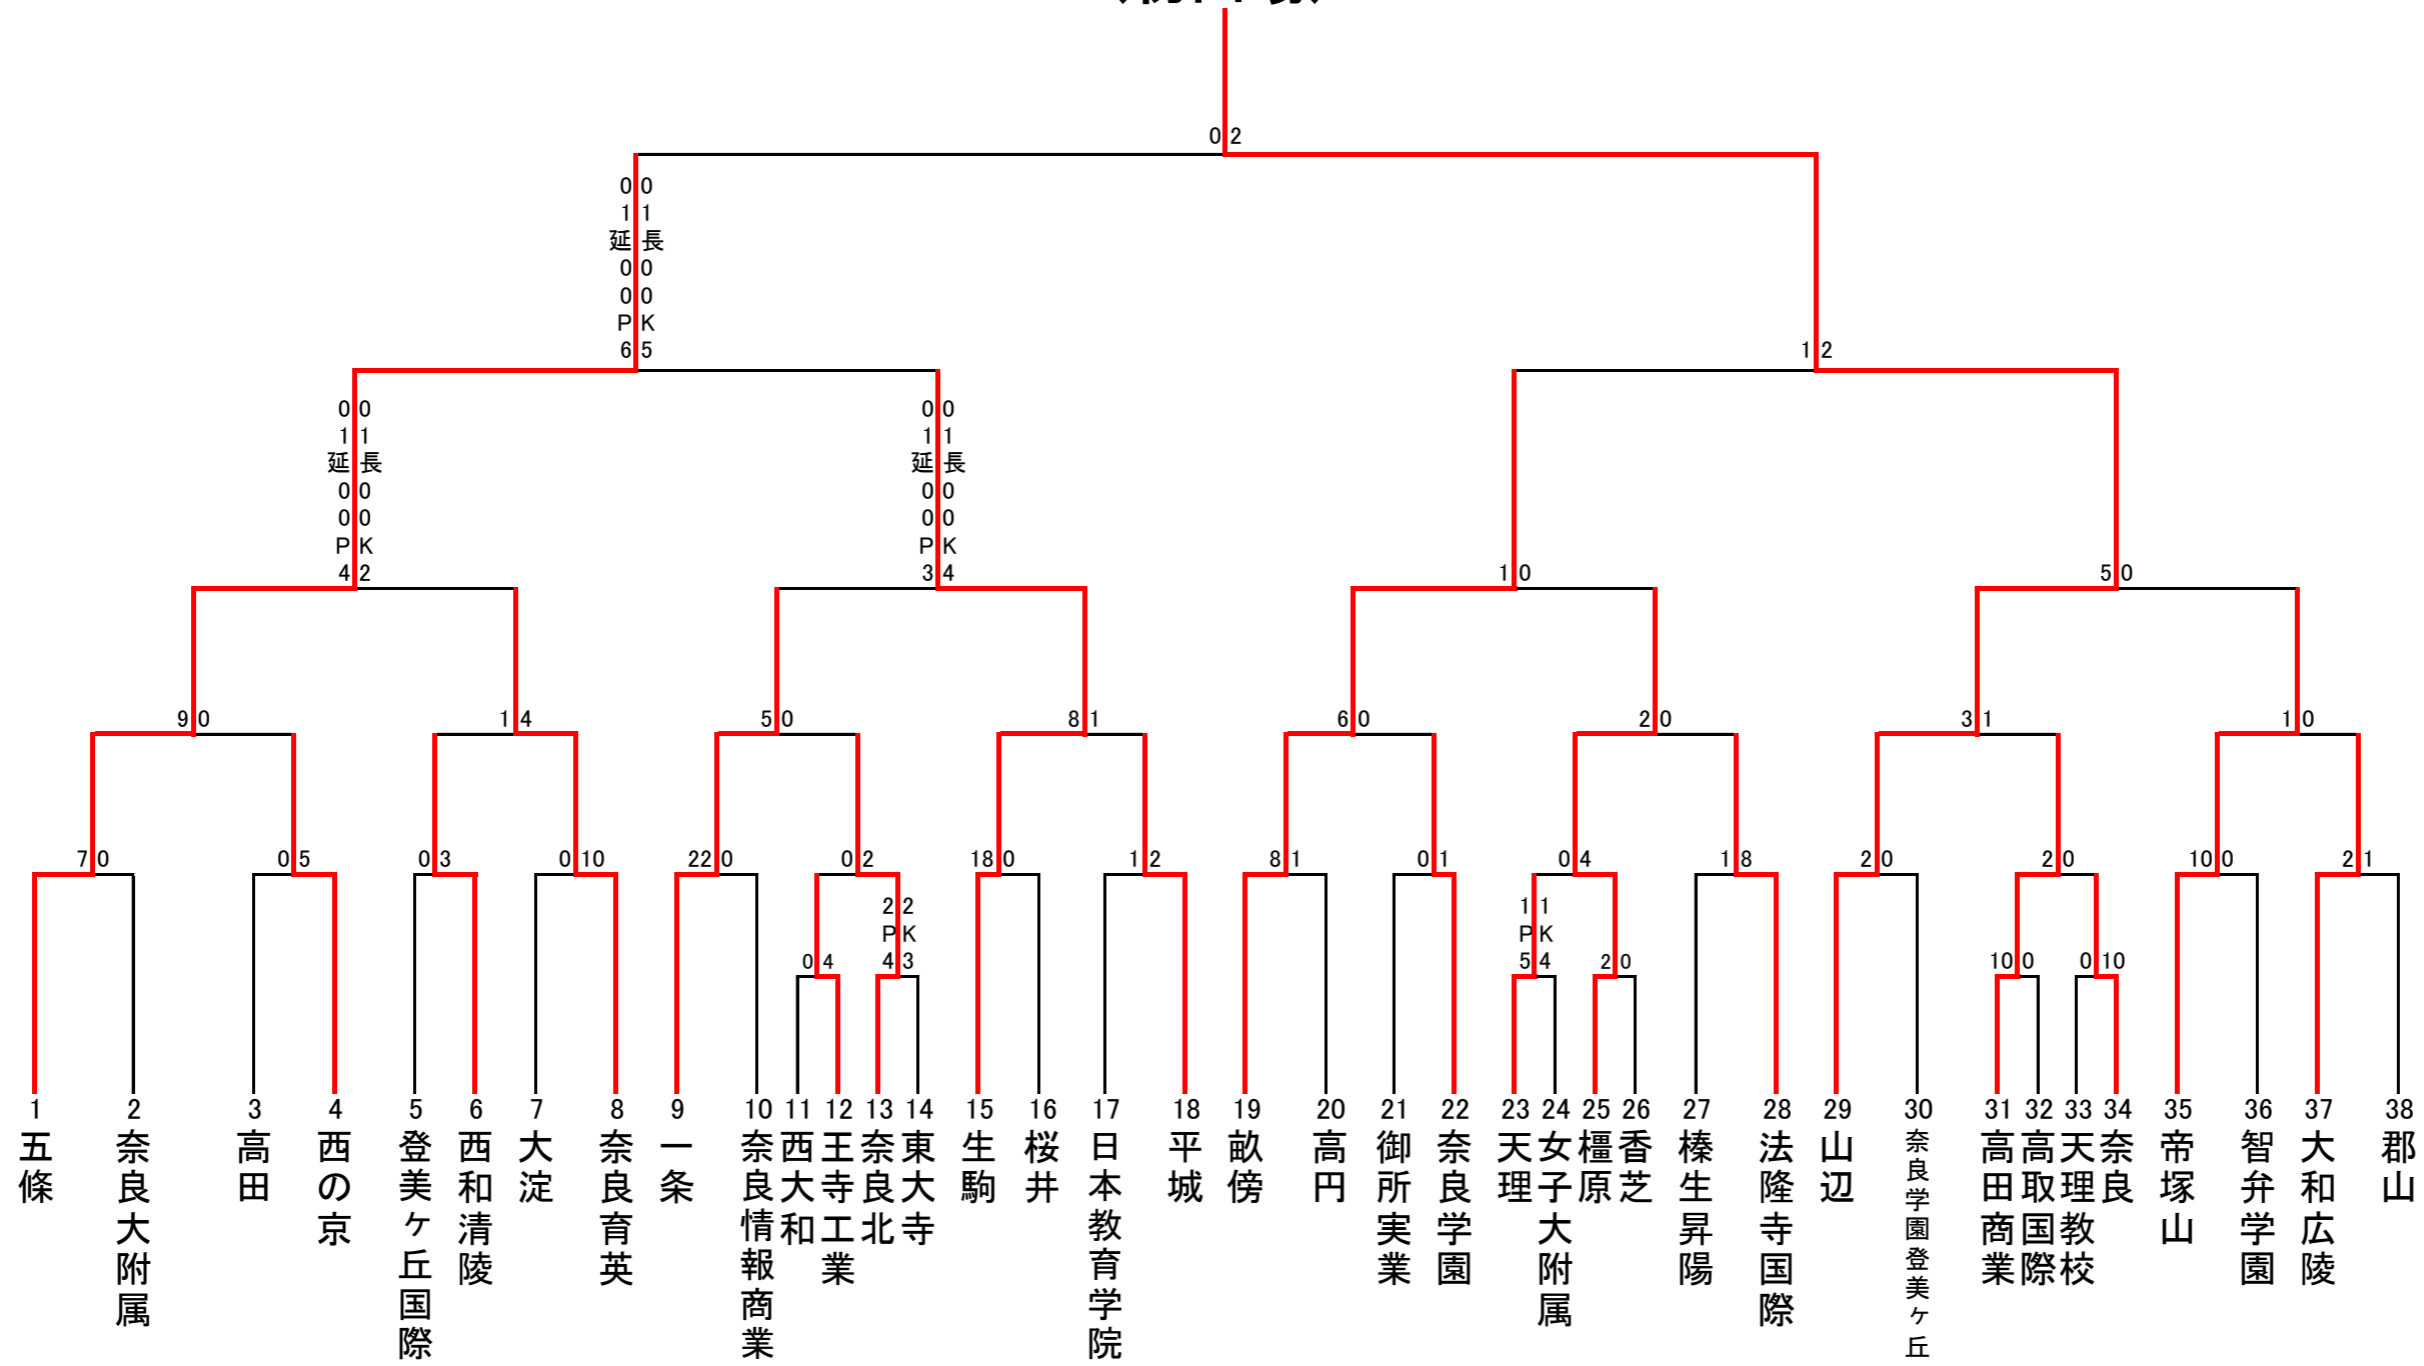 0 2
0 0
1 1
延 長
0 0
0 0
P K
6 5
1 2
0 0
1 1
延 長
0 0
0 0
P K
4 2
0 0
1 1
延 長
0 0
0 0
P K
3 4
1 0
5 0
9 0
1 4
5 0
8 1
6 0
2 0
3 1
1 0
7 0
0 5
0 3
0 10
22 0
0 2
18 0
1 2
8 1
0 1
0 4
1 8
2 0
2 0
10 0
2 1
0 4
2 2
P K
4 3
1 1
P K
5 4
2 0
10 0
0 10
1 五條
2 奈良大附属
3 高田
4 西の京
5 登美ヶ丘国際
6 西和清陵
7 大淀
8 奈良育英
9 一条
10 奈良情報商業
11 西大和
12 王寺工業
13 奈良北
14 東大寺
15 生駒
16 桜井
17 日本教育学院
18 平城
19 畝傍
20 高円
21 御所実業
22 奈良学園
23 天理
24 女子大附属
25 橿原
26 香芝
27 榛生昇陽
28 法隆寺国際
29 山辺
30 奈良学園登美ヶ丘
31 高田商業
32 高取国際
33 天理教校
34 奈良
35 帝塚山
36 智弁学園
37 大和広陵
38 郡山